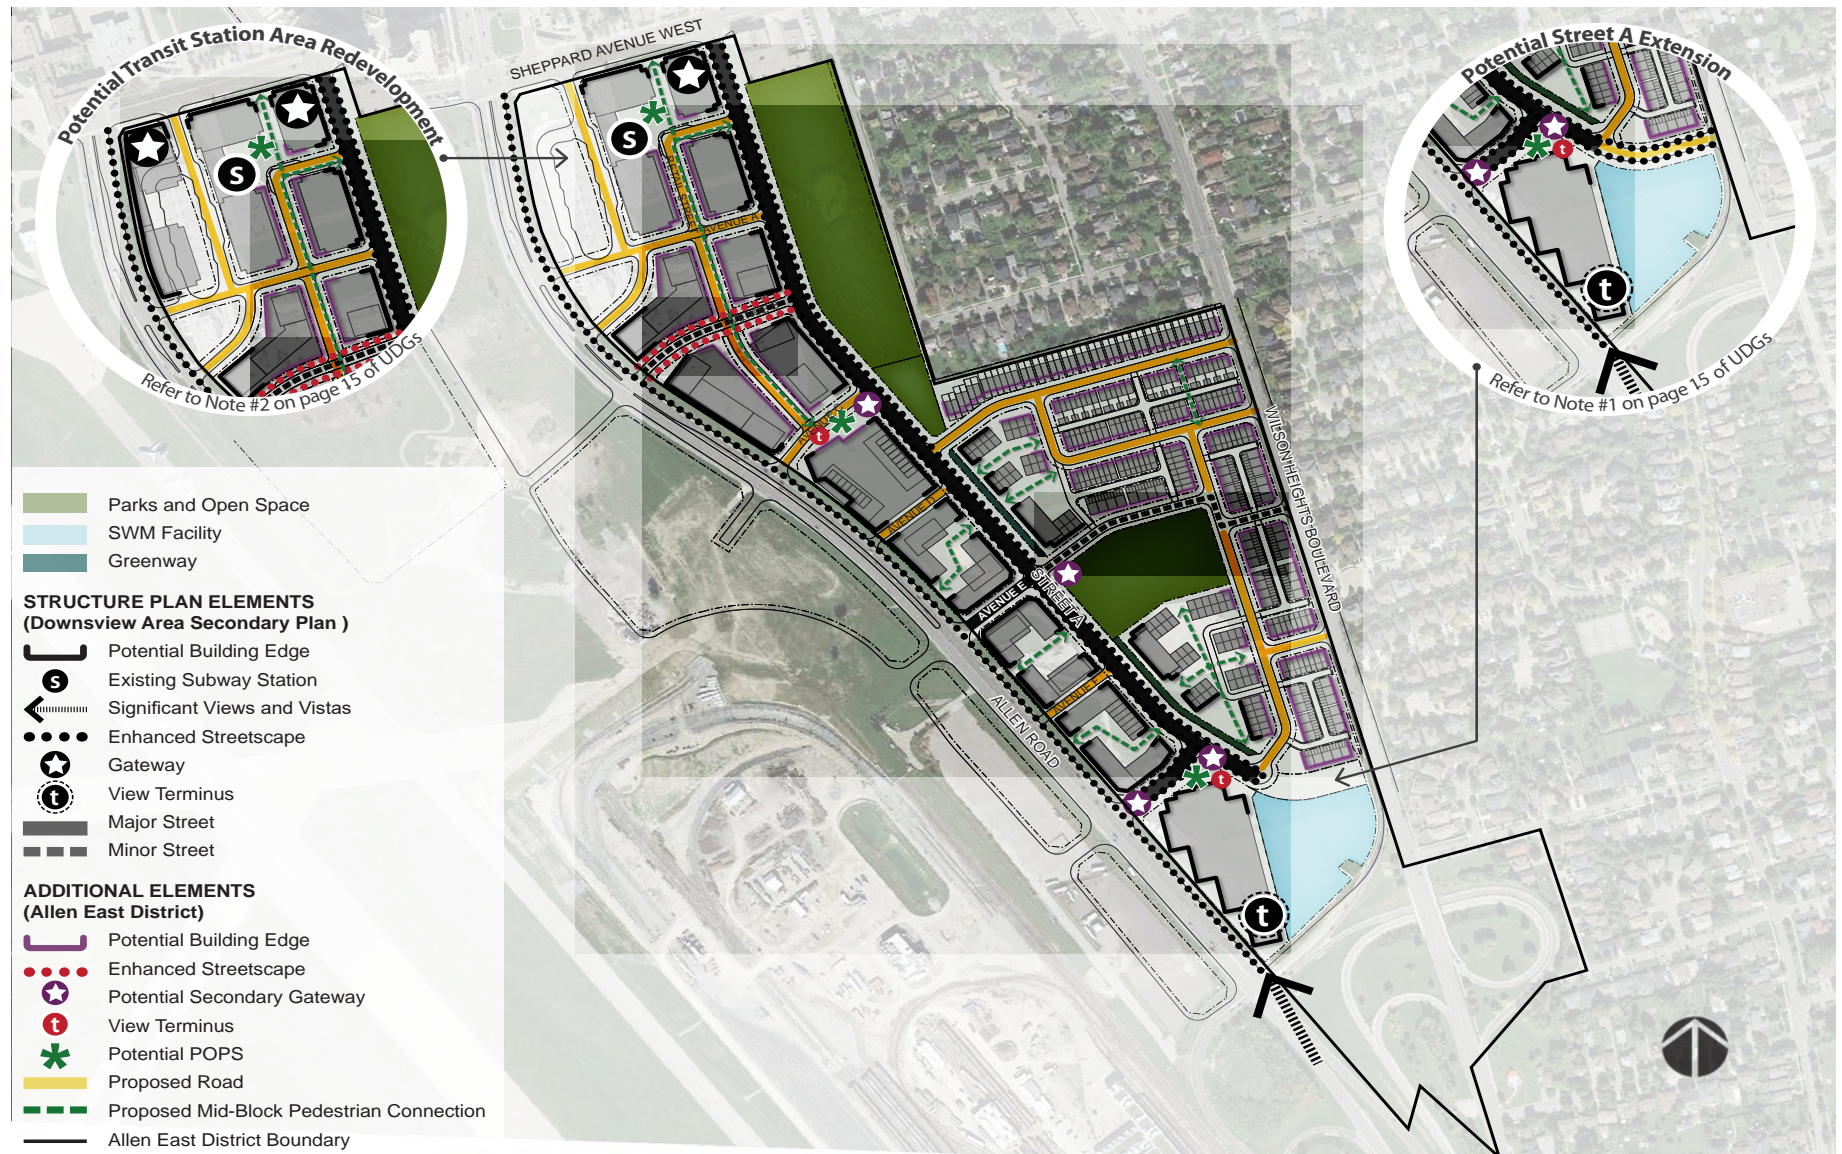 Potential Transit Station Area Redevelopment
Refer to Note #2 on page 15 of UDGs
SHEPPARD AVENUE WEST
Potential Street A Extension
Refer to Note #1 on page 15 of UDGs
S
S
t
t
AVENUE A
t
AVENUE D
AVENUE E
STREET A
AVENUE F
WILSON HEIGHTS BOULEVARD
ALLEN ROAD
t
t
Parks and Open Space
SWM Facility
Greenway
STRUCTURE PLAN ELEMENTS
(Downsview Area Secondary Plan )
Potential Building Edge
S Existing Subway Station
Significant Views and Vistas
Enhanced Streetscape
Gateway
t View Terminus
Major Street
Minor Street
ADDITIONAL ELEMENTS
(Allen East District)
Potential Building Edge
Enhanced Streetscape
Potential Secondary Gateway
t View Terminus
Potential POPS
Proposed Road
Proposed Mid-Block Pedestrian Connection
Allen East District Boundary